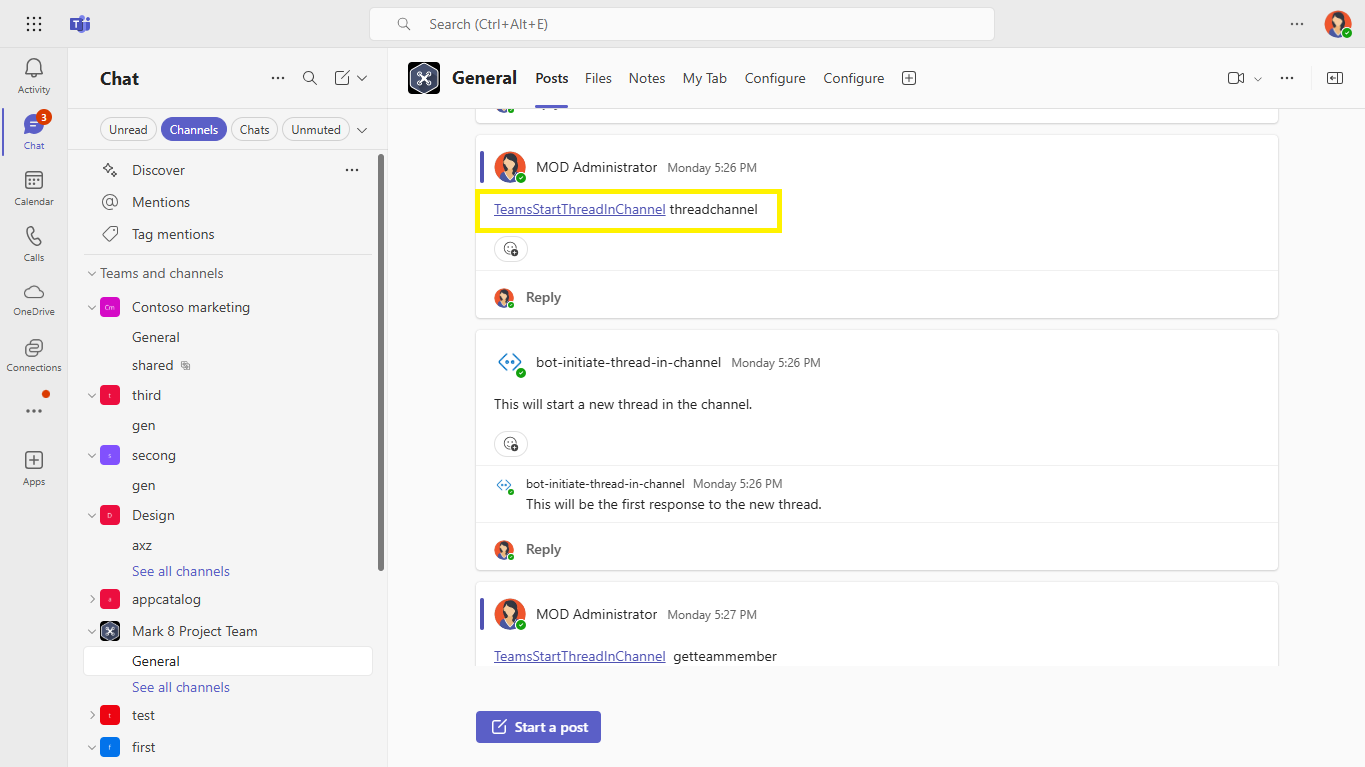 Search (Ctrl+Alt+E)
Activity
Chat
3
Calendar
Calls
OneDrive
Connections
Apps
Chat
Unread
Channels
Chats
Unmuted
Discover
Mentions
Tag mentions
Teams and channels
Cm Contoso marketing
General
shared
t third
gen
s secong
gen
D Design
axz
See all channels
a appcatalog
Mark 8 Project Team
General
See all channels
t test
f first
General
Posts
Files
Notes
My Tab
Configure
Configure
MOD Administrator Monday 5:26 PM
TeamsStartThreadInChannel threadchannel
Reply
bot-initiate-thread-in-channel Monday 5:26 PM
This will start a new thread in the channel.
bot-initiate-thread-in-channel Monday 5:26 PM
This will be the first response to the new thread.
Reply
MOD Administrator Monday 5:27 PM
TeamsStartThreadInChannel getteammember
Start a post